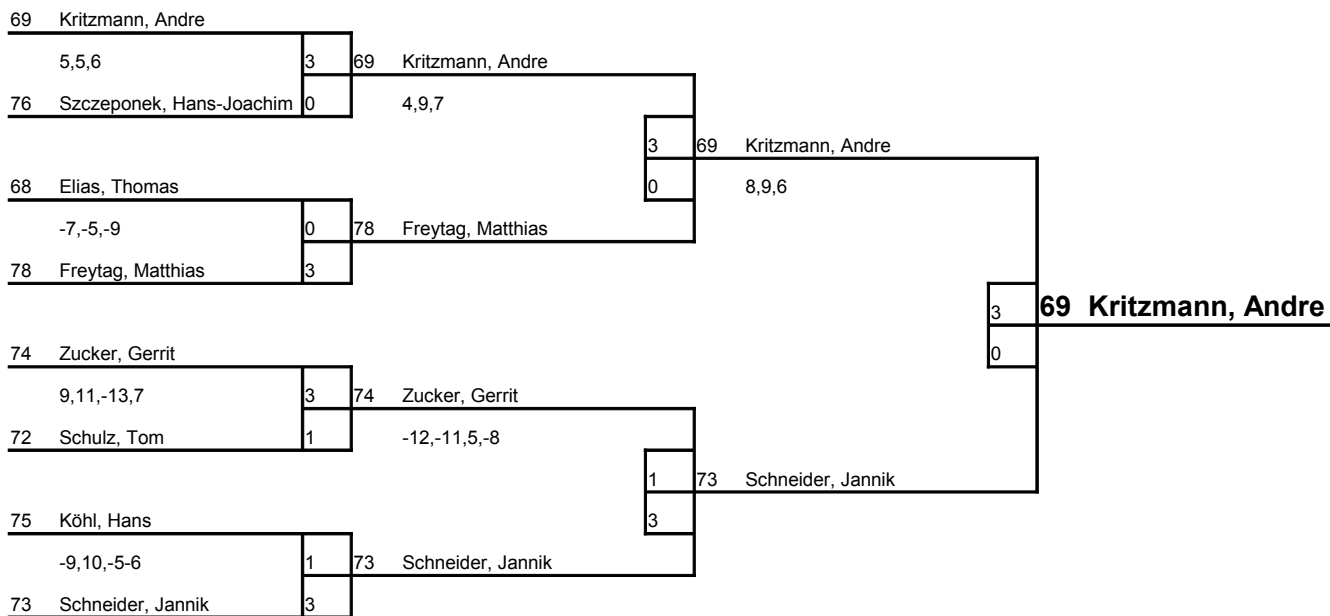 69 Kritzmann, Andre
5,5,6 3 69 Kritzmann, Andre
76 Szczeponek, Hans-Joachim 0 4,9,7
3 69 Kritzmann, Andre
68 Elias, Thomas 0 8,9,6
-7,-5,-9 0 78 Freytag, Matthias
78 Freytag, Matthias 3
3 69 Kritzmann, Andre
74 Zucker, Gerrit 0
9,11,-13,7 3 74 Zucker, Gerrit
72 Schulz, Tom 1 -12,-11,5,-8
1 73 Schneider, Jannik
75 Köhl, Hans 3
-9,10,-5-6 1 73 Schneider, Jannik
73 Schneider, Jannik 3